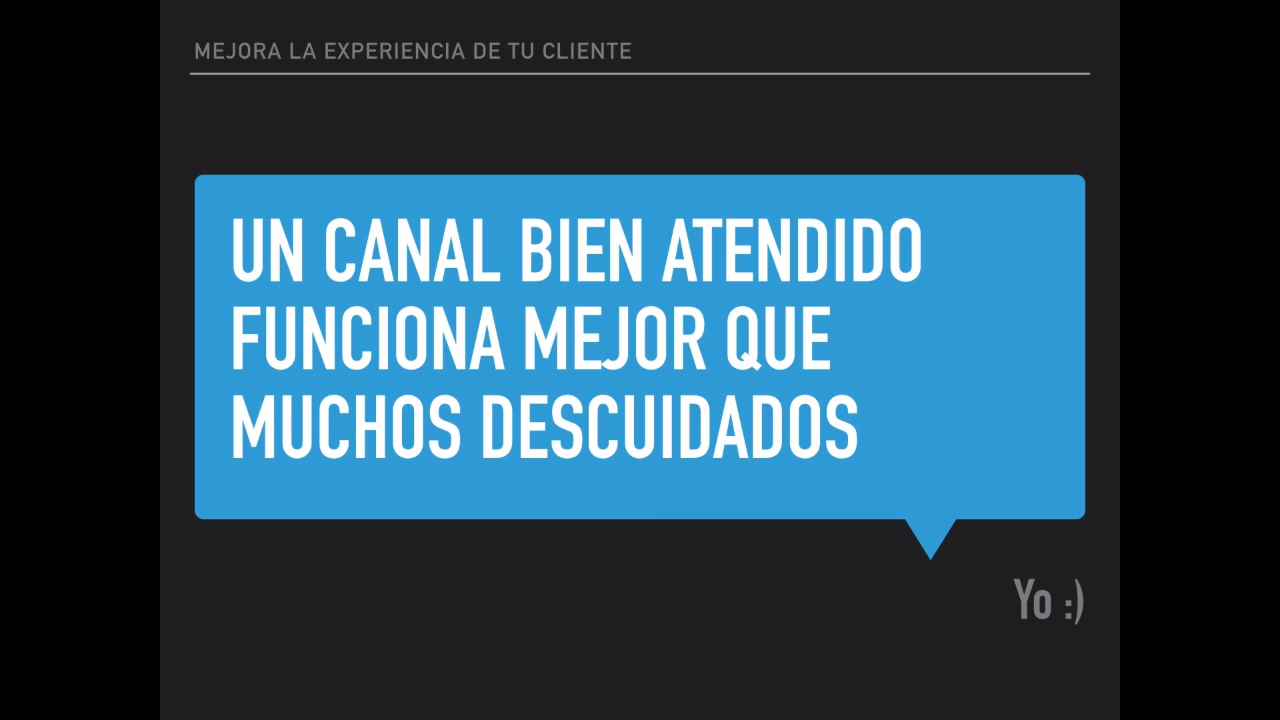 MEJORA LA EXPERIENCIA DE TU CLIENTE
UN CANAL BIEN ATENDIDO
FUNCIONA MEJOR QUE
MUCHOS DESCUIDADOS
Yo :)